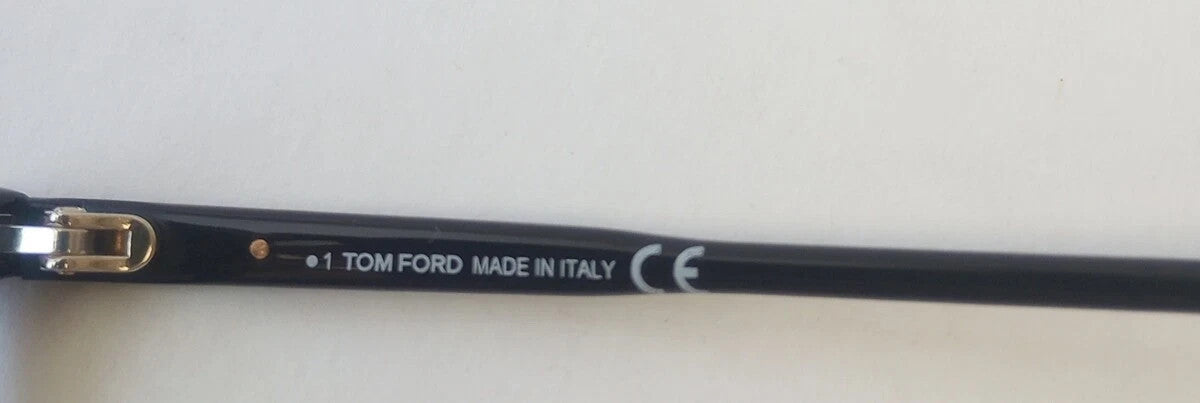 ●1 TOM FORD MADE IN ITALY CE